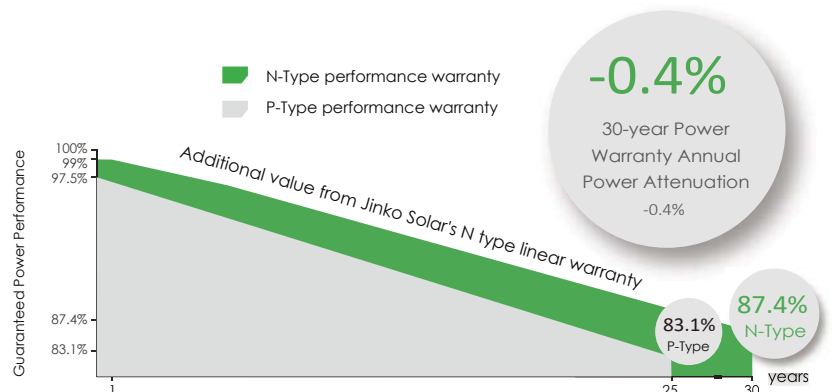 N-Type performance warranty
P-Type performance warranty
-0.4%
30-year Power
Warranty Annual
Power Attenuation
-0.4%
Guaranteed Power Performance
100%
99%
97.5%
87.4%
83.1%
Additional value from Jinko Solar's N type linear warranty
83.1%
P-Type
87.4%
N-Type
1
25
30
years